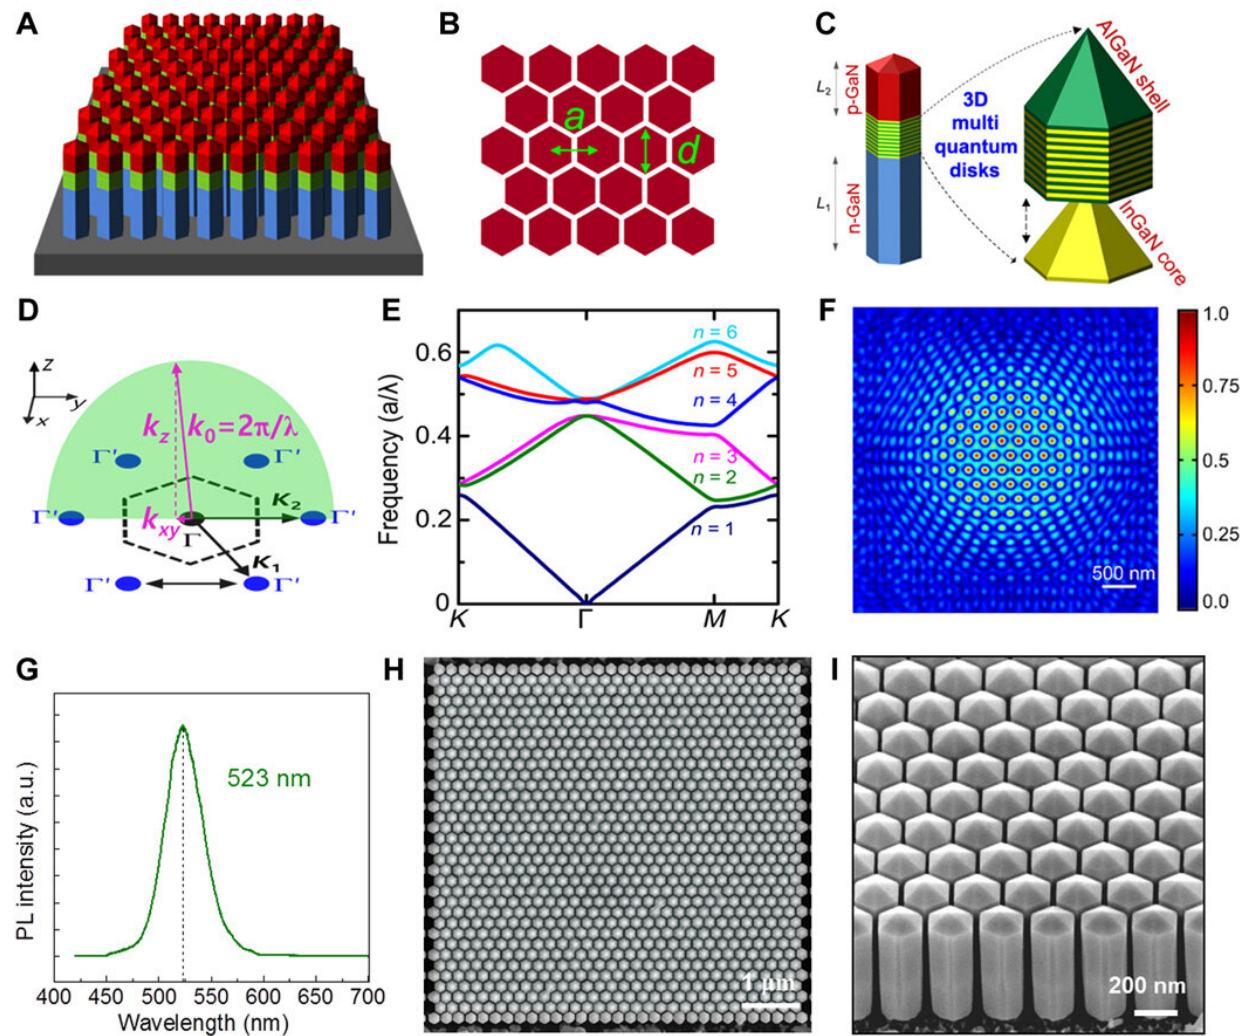 A
B
a
d
C
L₂
p-GaN
L₁
n-GaN
3D
multi
quantum
disks
AlGaN shell
InGaN core
D
z
y
x
k_z
k₀=2π/λ
Γ'
Γ'
Γ'
k_xy
Γ
K₂
Γ'
K₁
Γ'
Γ'
E
Frequency (a/λ)
0.6
0.4
0.2
0
n = 6
n = 5
n = 4
n = 3
n = 2
n = 1
K
Γ
M
K
F
500 nm
1.0
0.75
0.5
0.25
0.0
G
PL intensity (a.u.)
523 nm
400 450 500 550 600 650 700
Wavelength (nm)
H
1 μm
I
200 nm